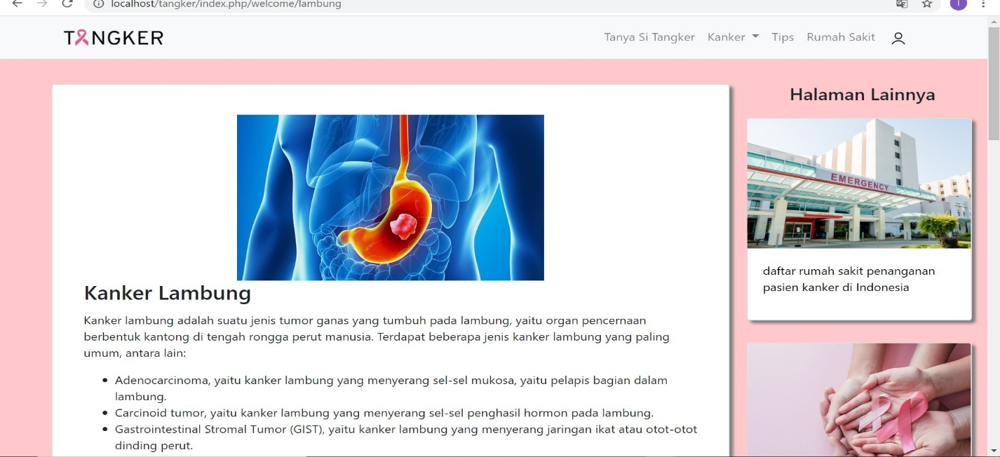 localhost/tangker/index.php/welcome/lambung
TANGKER
Tanya Si Tangker Kanker Tips Rumah Sakit
Halaman Lainnya
EMERGENCY
daftar rumah sakit penanganan
pasien kanker di Indonesia
Kanker Lambung
Kanker lambung adalah suatu jenis tumor ganas yang tumbuh pada lambung, yaitu organ pencernaan
berbentuk kantong di tengah rongga perut manusia. Terdapat beberapa jenis kanker lambung yang paling
umum, antara lain:
• Adenocarcinoma, yaitu kanker lambung yang menyerang sel-sel mukosa, yaitu pelapis bagian dalam
lambung.
• Carcinoid tumor, yaitu kanker lambung yang menyerang sel-sel penghasil hormon pada lambung.
• Gastrointestinal Stromal Tumor (GIST), yaitu kanker lambung yang menyerang jaringan ikat atau otot-otot
dinding perut.